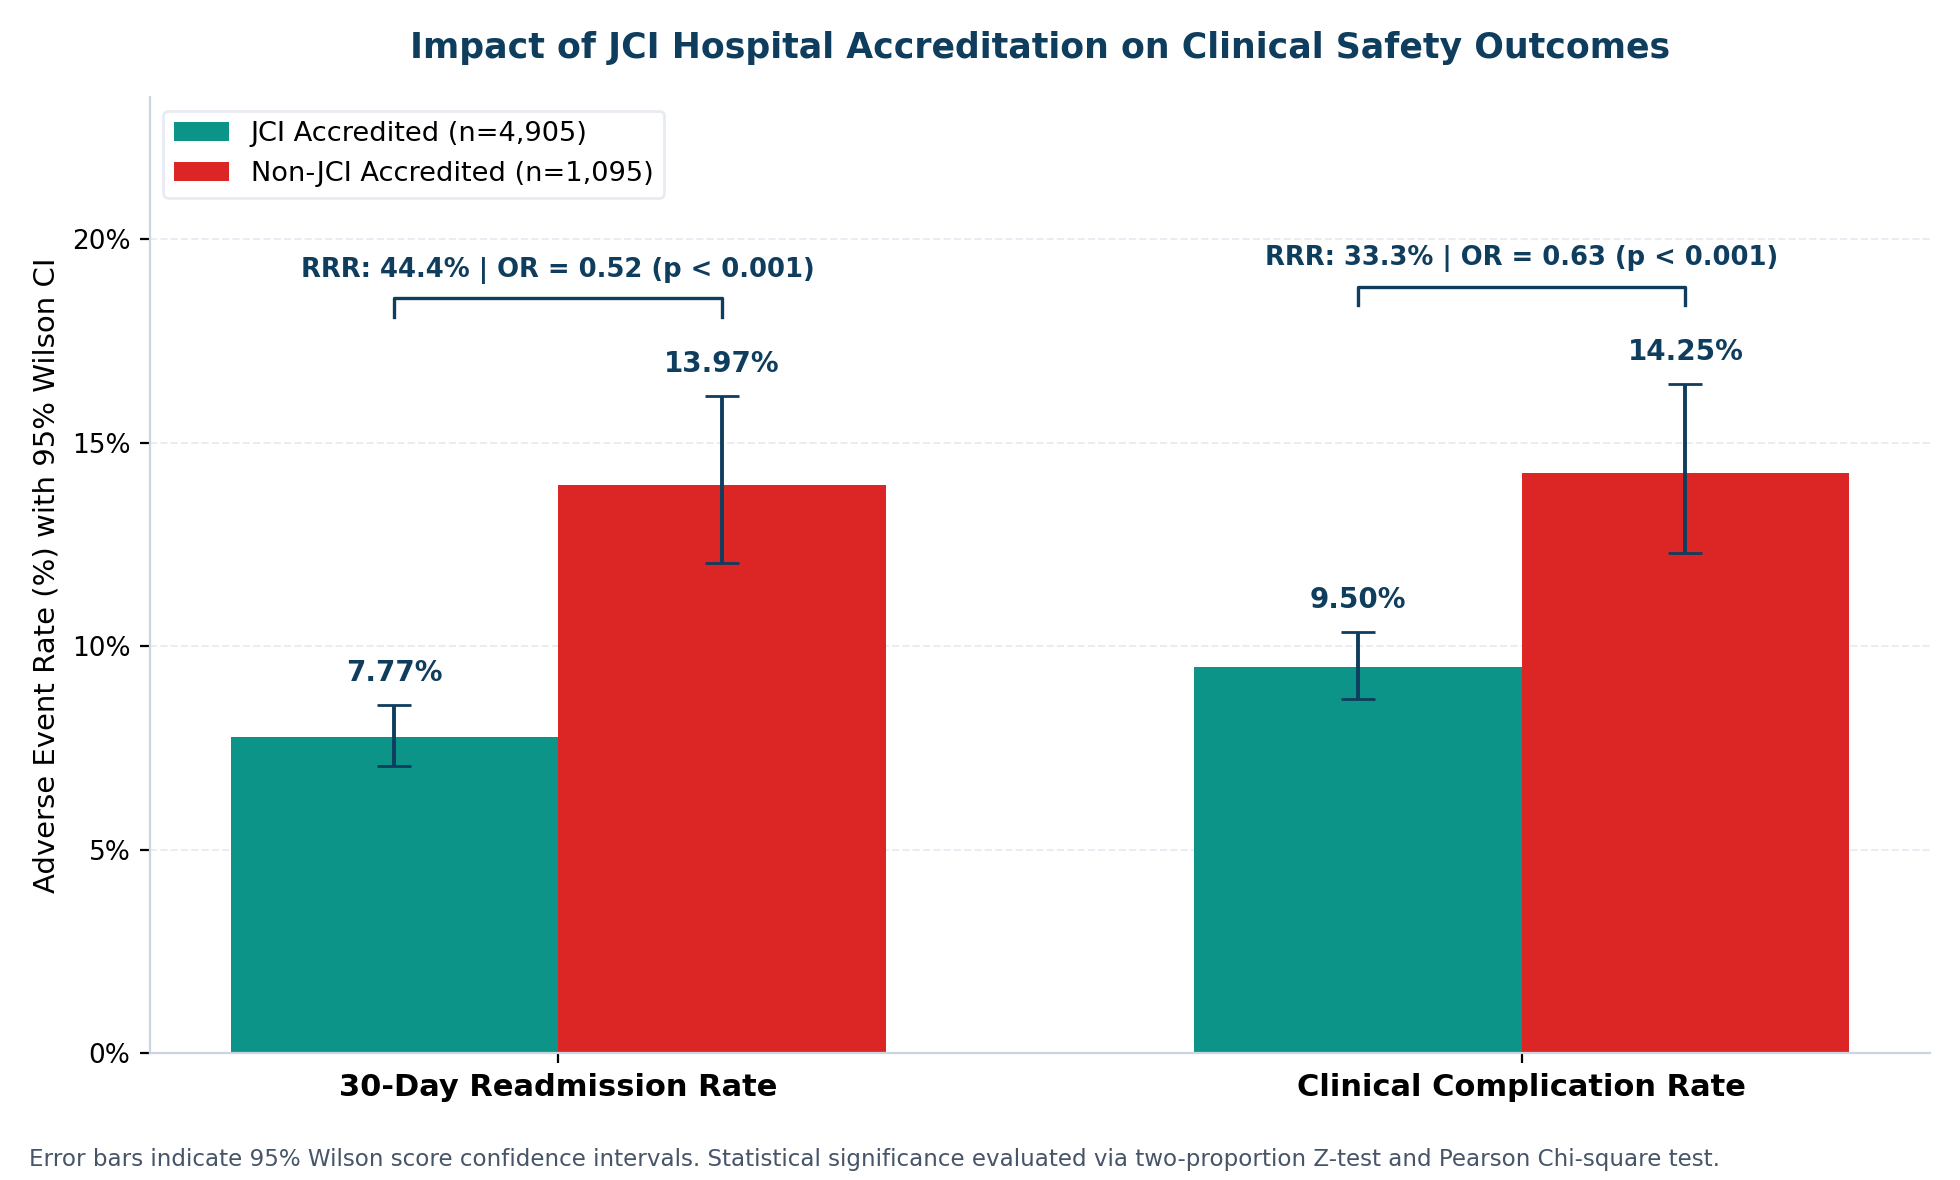 Impact of JCI Hospital Accreditation on Clinical Safety Outcomes
JCI Accredited (n=4,905)
Non-JCI Accredited (n=1,095)
Adverse Event Rate (%) with 95% Wilson CI
20%
15%
10%
5%
0%
RRR: 44.4% | OR = 0.52 (p < 0.001)
7.77%
13.97%
RRR: 33.3% | OR = 0.63 (p < 0.001)
9.50%
14.25%
30-Day Readmission Rate
Clinical Complication Rate
Error bars indicate 95% Wilson score confidence intervals. Statistical significance evaluated via two-proportion Z-test and Pearson Chi-square test.